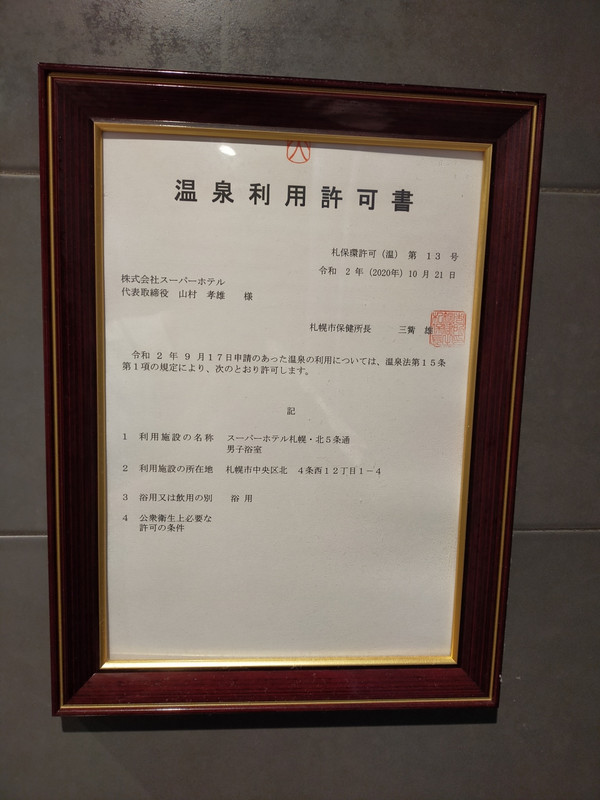 温泉利用許可書
札保環許可（温） 第 １３ 号
令和 ２年（2020年）10月21日
株式会社スーパーホテル
代表取締役 山村 孝雄 様
札幌市保健所長 三觜 雄
令和 ２ 年 ９ 月１７日申請のあった温泉の利用については、温泉法第１５条
第１項の規定により、次のとおり許可します。
記
１ 利用施設の名称 スーパーホテル札幌・北５条通
男子浴室
２ 利用施設の所在地 札幌市中央区北 ４条西１２丁目１－４
３ 浴用又は飲用の別 浴 用
４ 公衆衛生上必要な
許可の条件